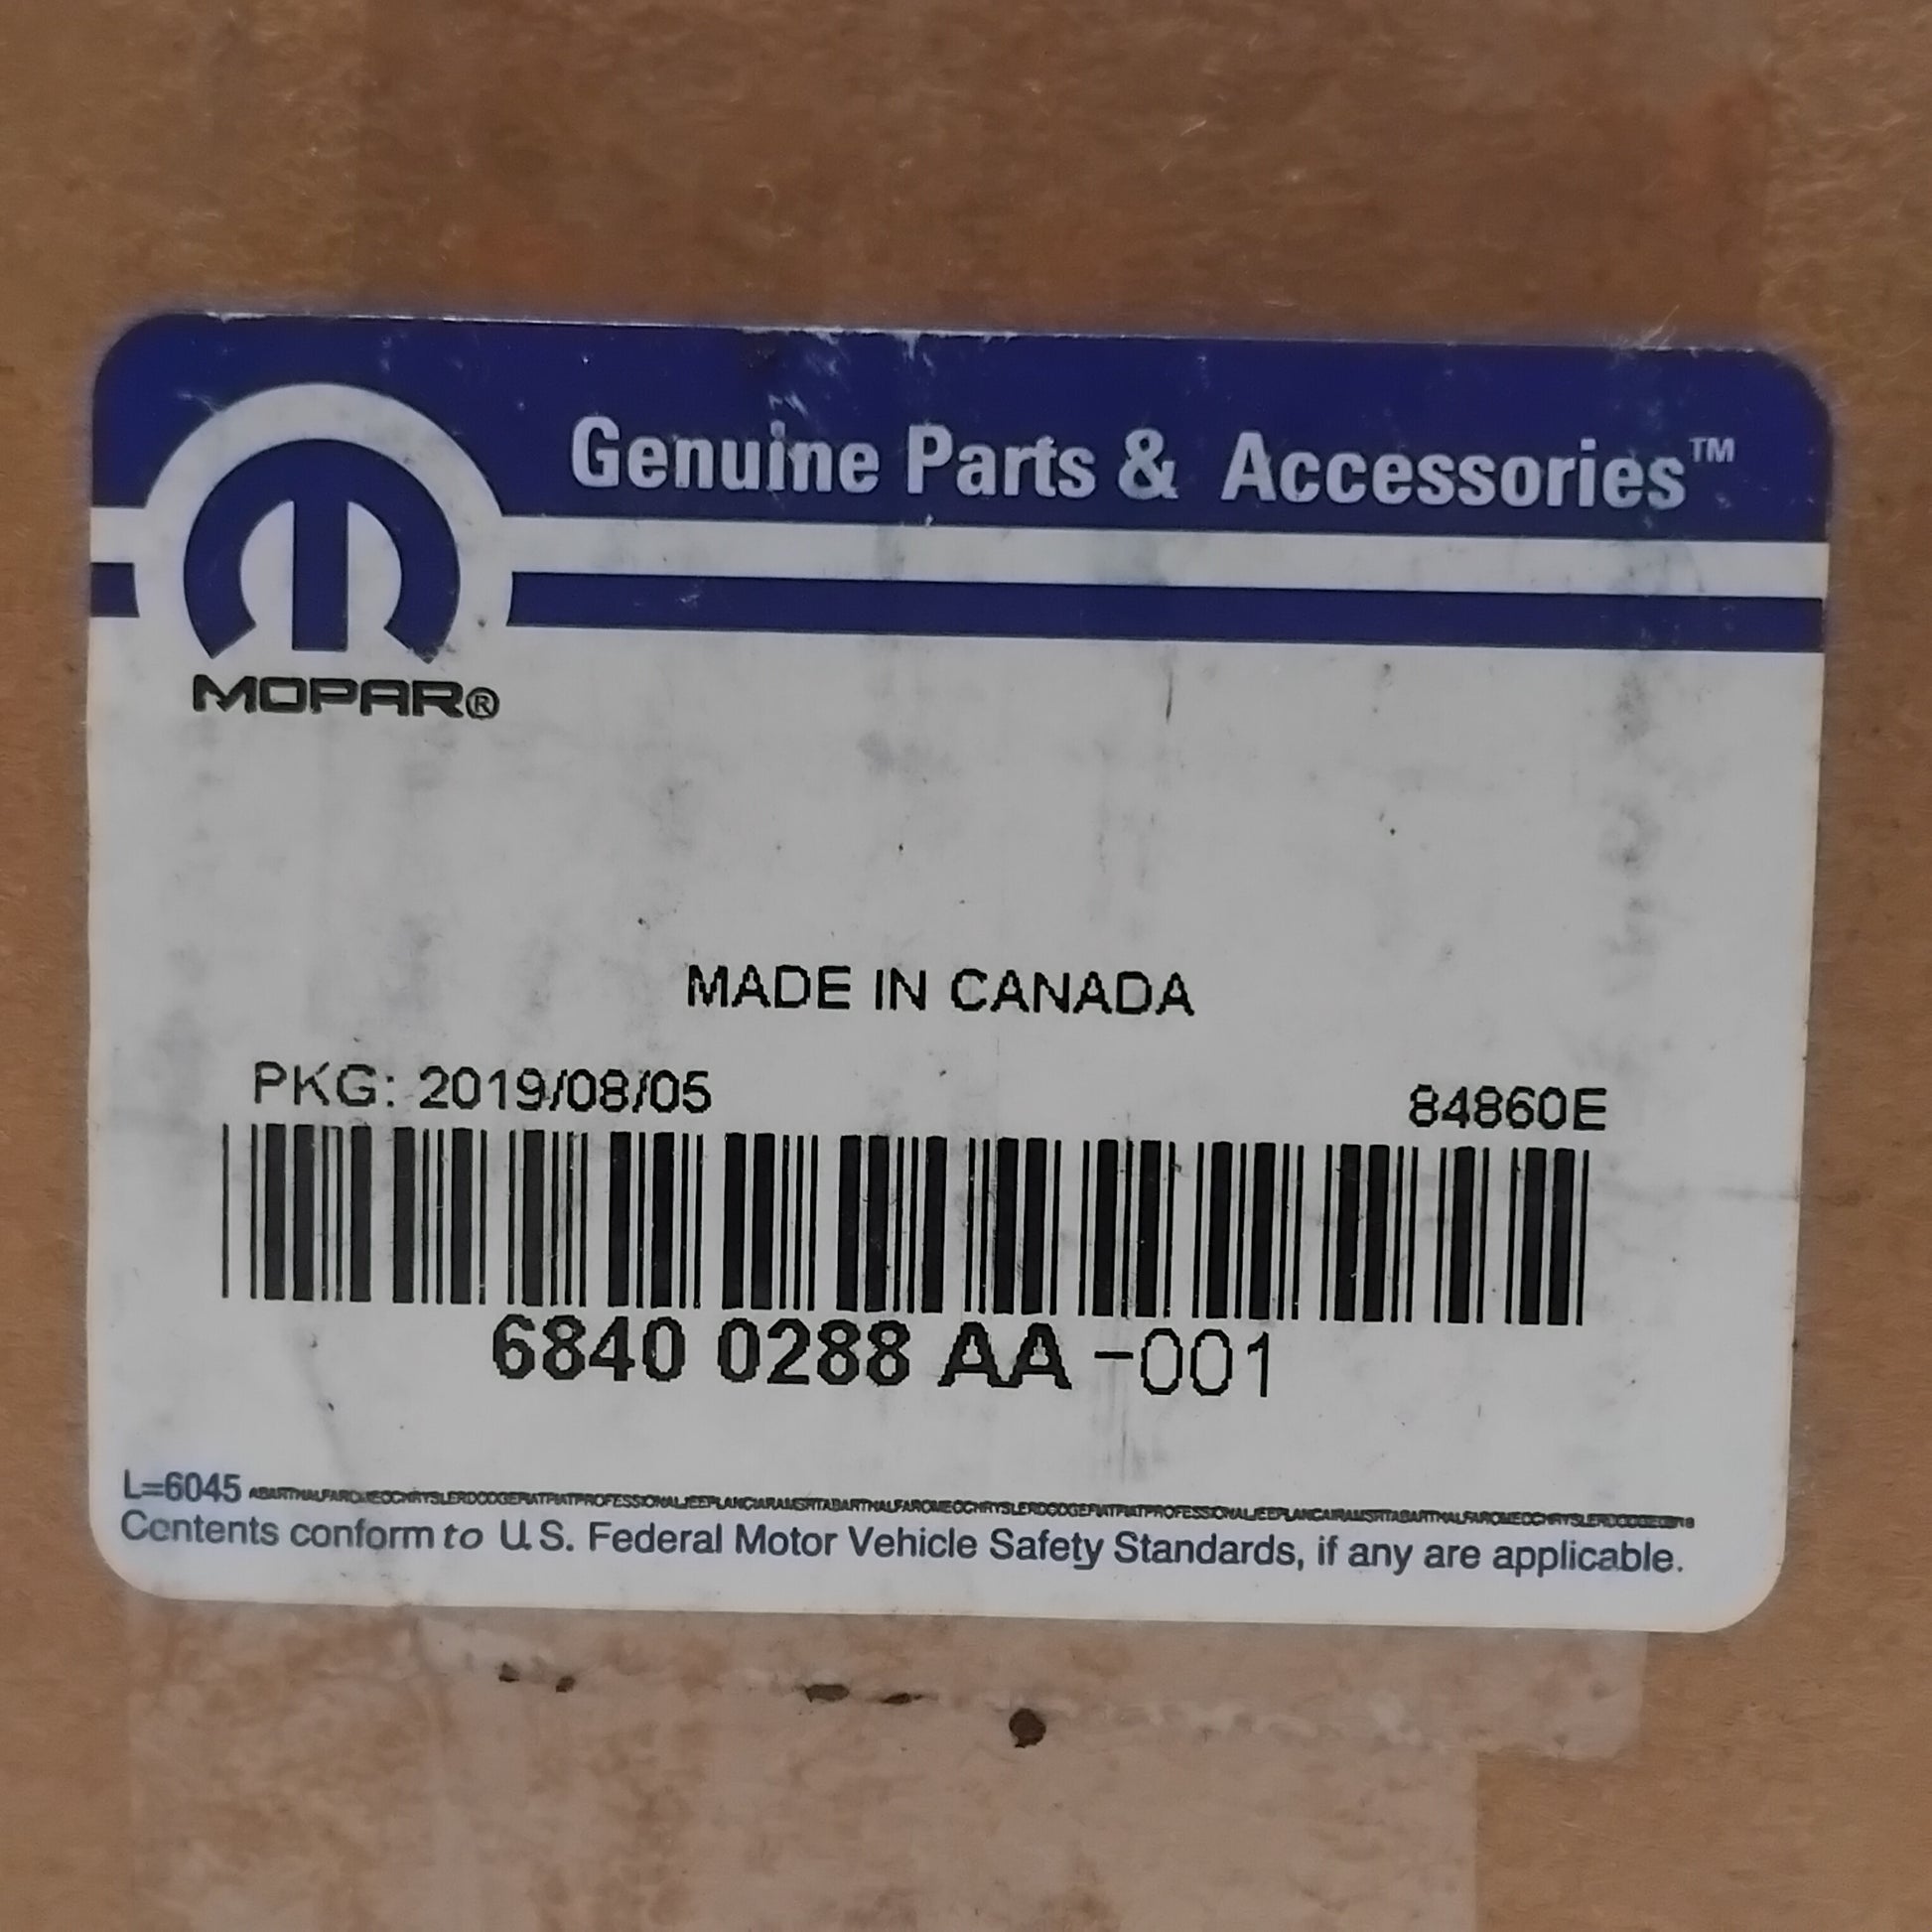 Genuine Parts & Accessories™
MOPAR®
MADE IN CANADA
PKG: 2019/08/05 84860E
6840 0288 AA -001
L=6045
Contents conform to U.S. Federal Motor Vehicle Safety Standards, if any are applicable.